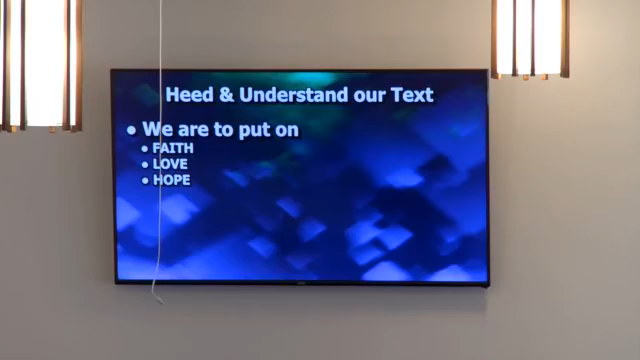 Heed & Understand our Text
• We are to put on
• FAITH
• LOVE
• HOPE